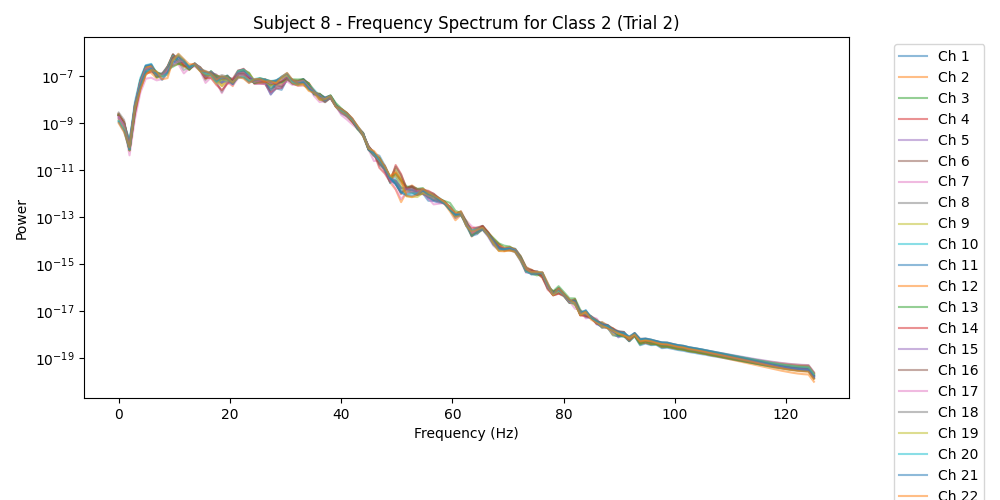 Subject 8 - Frequency Spectrum for Class 2 (Trial 2)
Power
10^-7
10^-9
10^-11
10^-13
10^-15
10^-17
10^-19
0 20 40 60 80 100 120
Frequency (Hz)
Ch 1
Ch 2
Ch 3
Ch 4
Ch 5
Ch 6
Ch 7
Ch 8
Ch 9
Ch 10
Ch 11
Ch 12
Ch 13
Ch 14
Ch 15
Ch 16
Ch 17
Ch 18
Ch 19
Ch 20
Ch 21
Ch 22